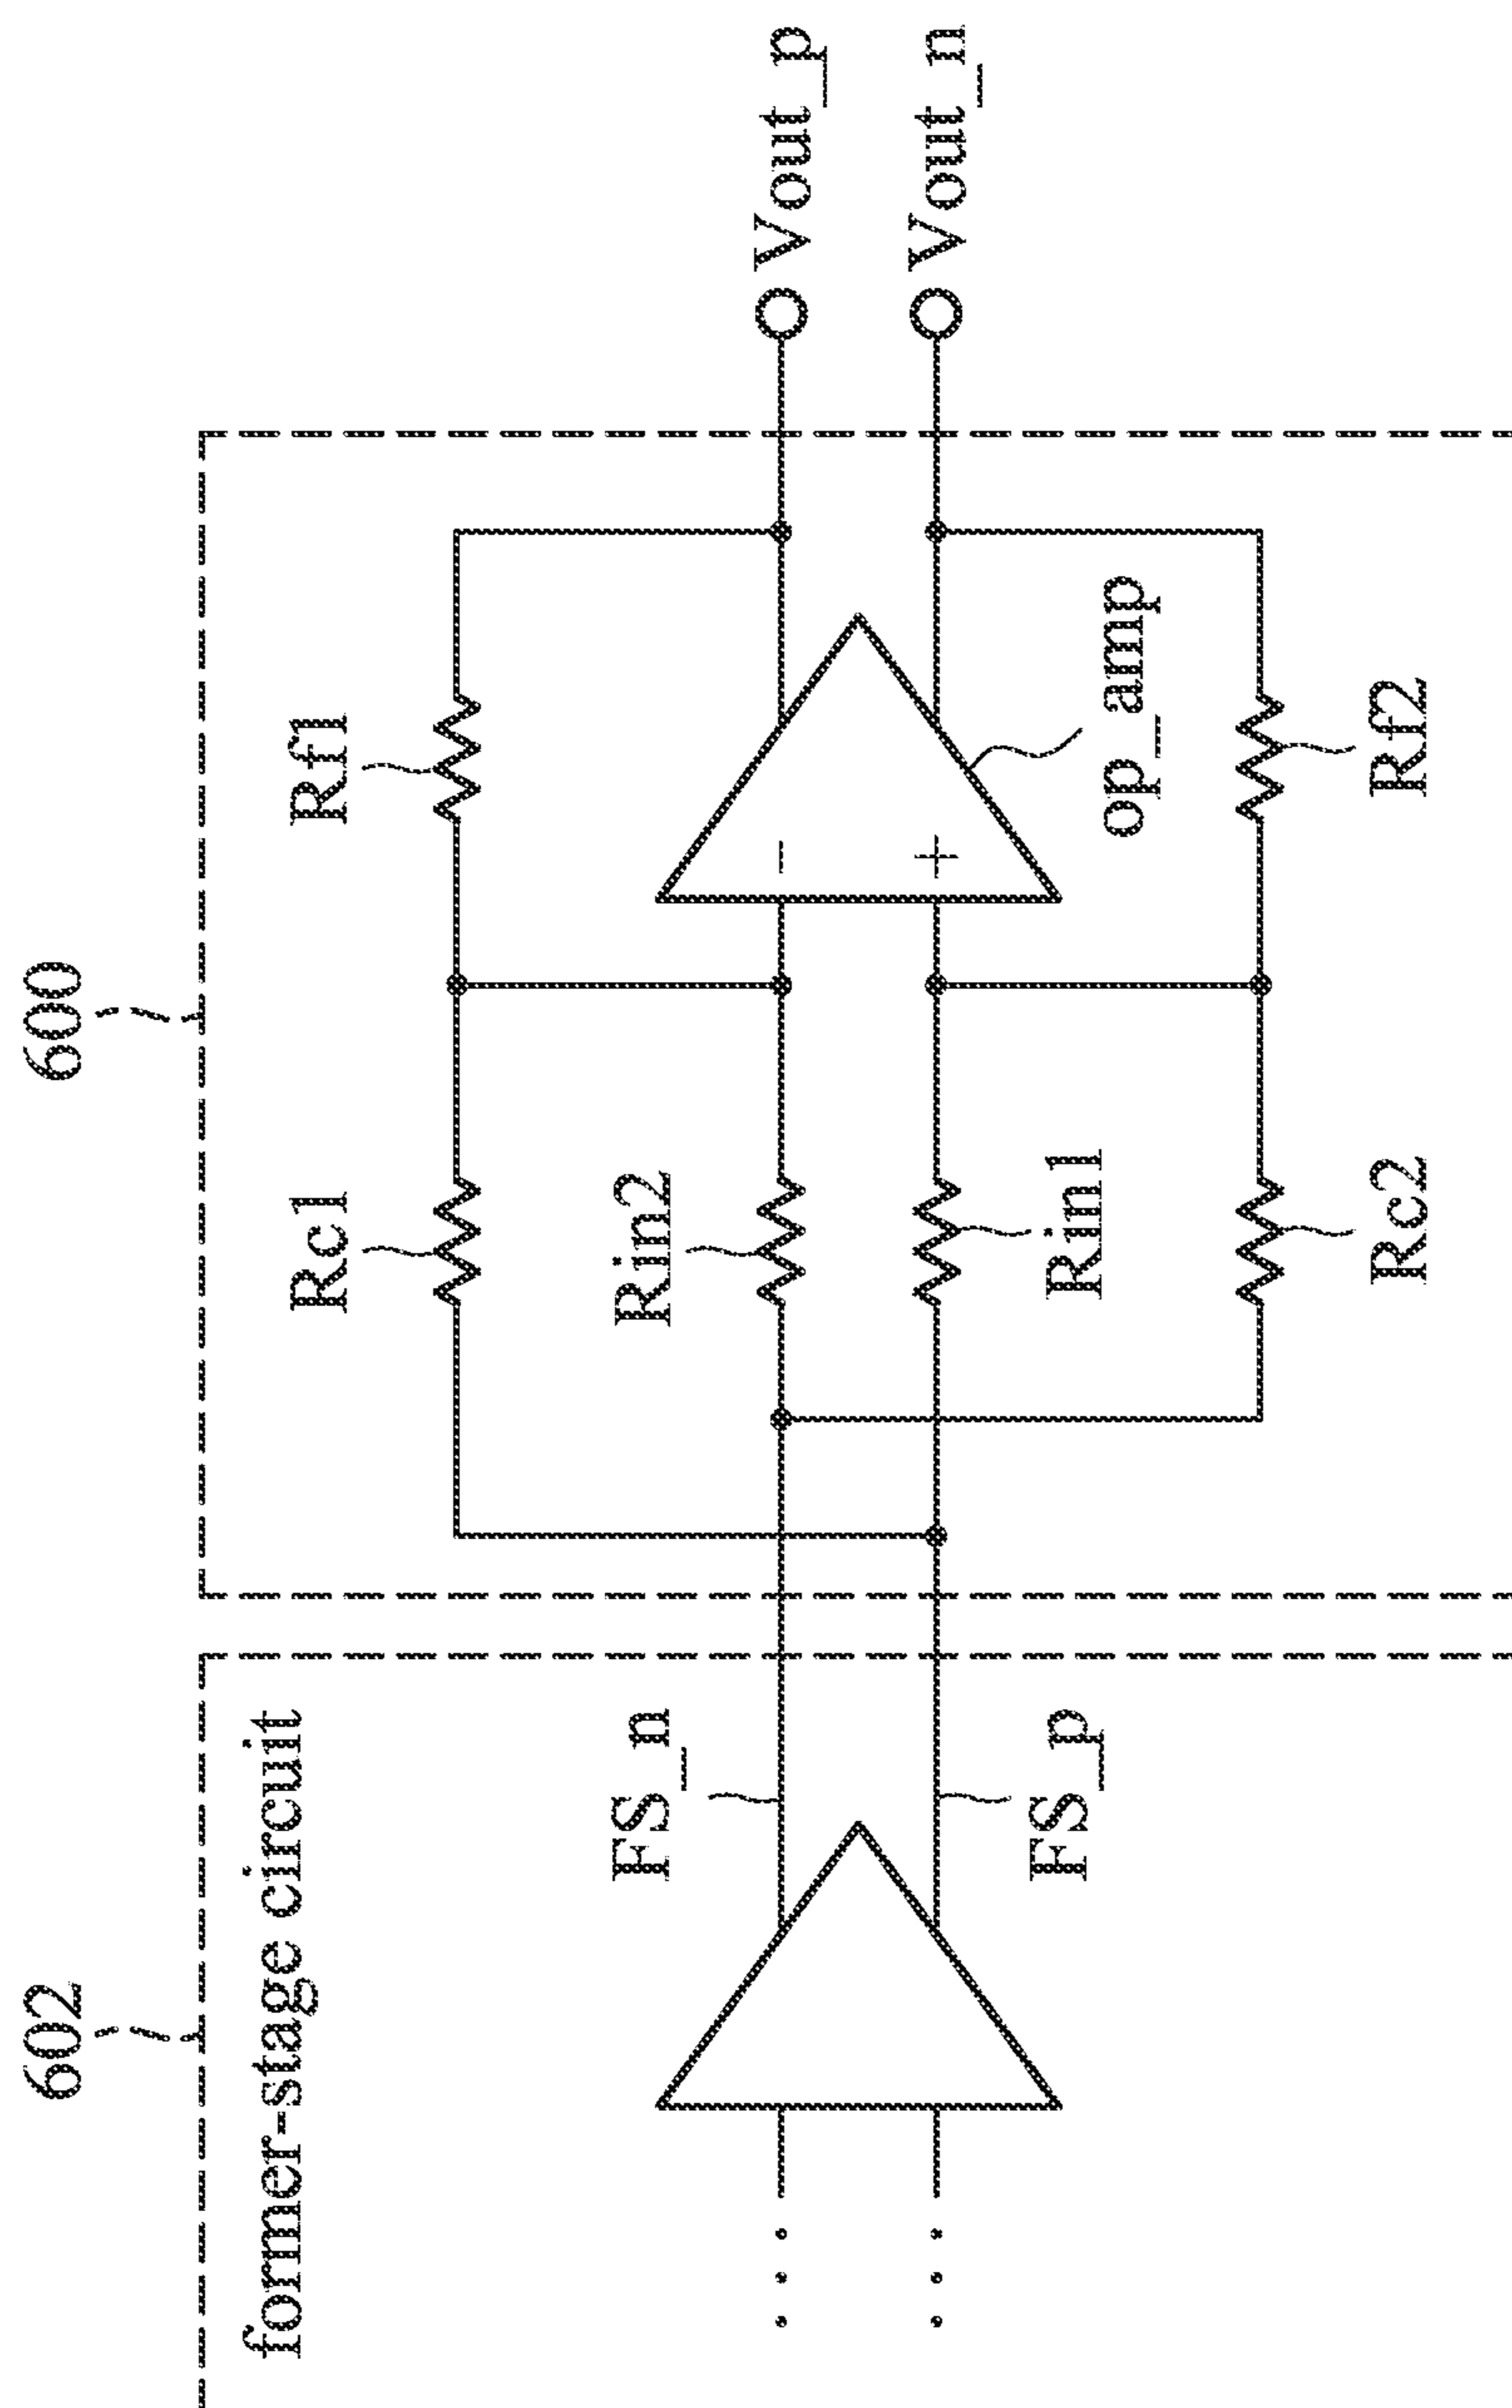 602
600
former-stage circuit
Rc1
Rf1
FS_n
Rin2
Vout_p
Vout_n
−
+
FS_p
Rin1
op_amp
Rc2
Rf2